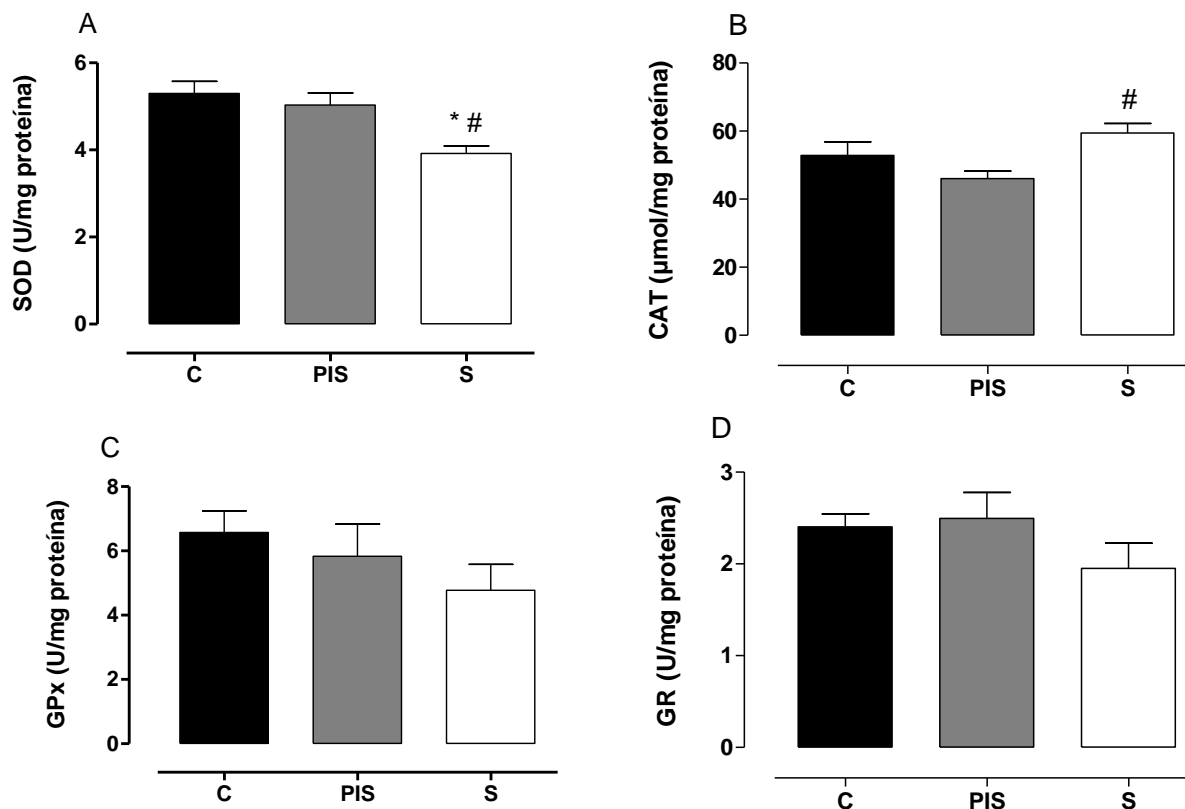 A
SOD (U/mg proteína)
6
4
2
0
* #
C PIS S
B
CAT (µmol/mg proteína)
80
60
40
20
0
#
C PIS S
C
GPx (U/mg proteína)
8
6
4
2
0
C PIS S
D
GR (U/mg proteína)
3
2
1
0
C PIS S